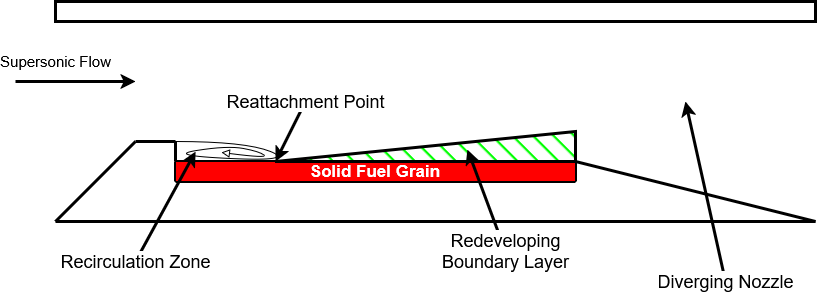 Supersonic Flow
Reattachment Point
Solid Fuel Grain
Recirculation Zone
Redeveloping
Boundary Layer
Diverging Nozzle